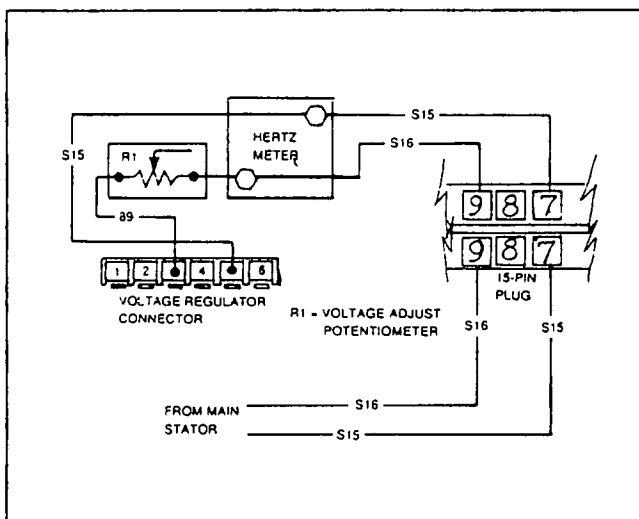 S15
HERTZ
METER
S15
S16
R1
89
9 8 7
9 8 7
15-PIN
PLUG
1 2 4 6
VOLTAGE REGULATOR
CONNECTOR
R1 = VOLTAGE ADJUST
POTENTIOMETER
S16
S15
FROM MAIN
STATOR
S16
S15